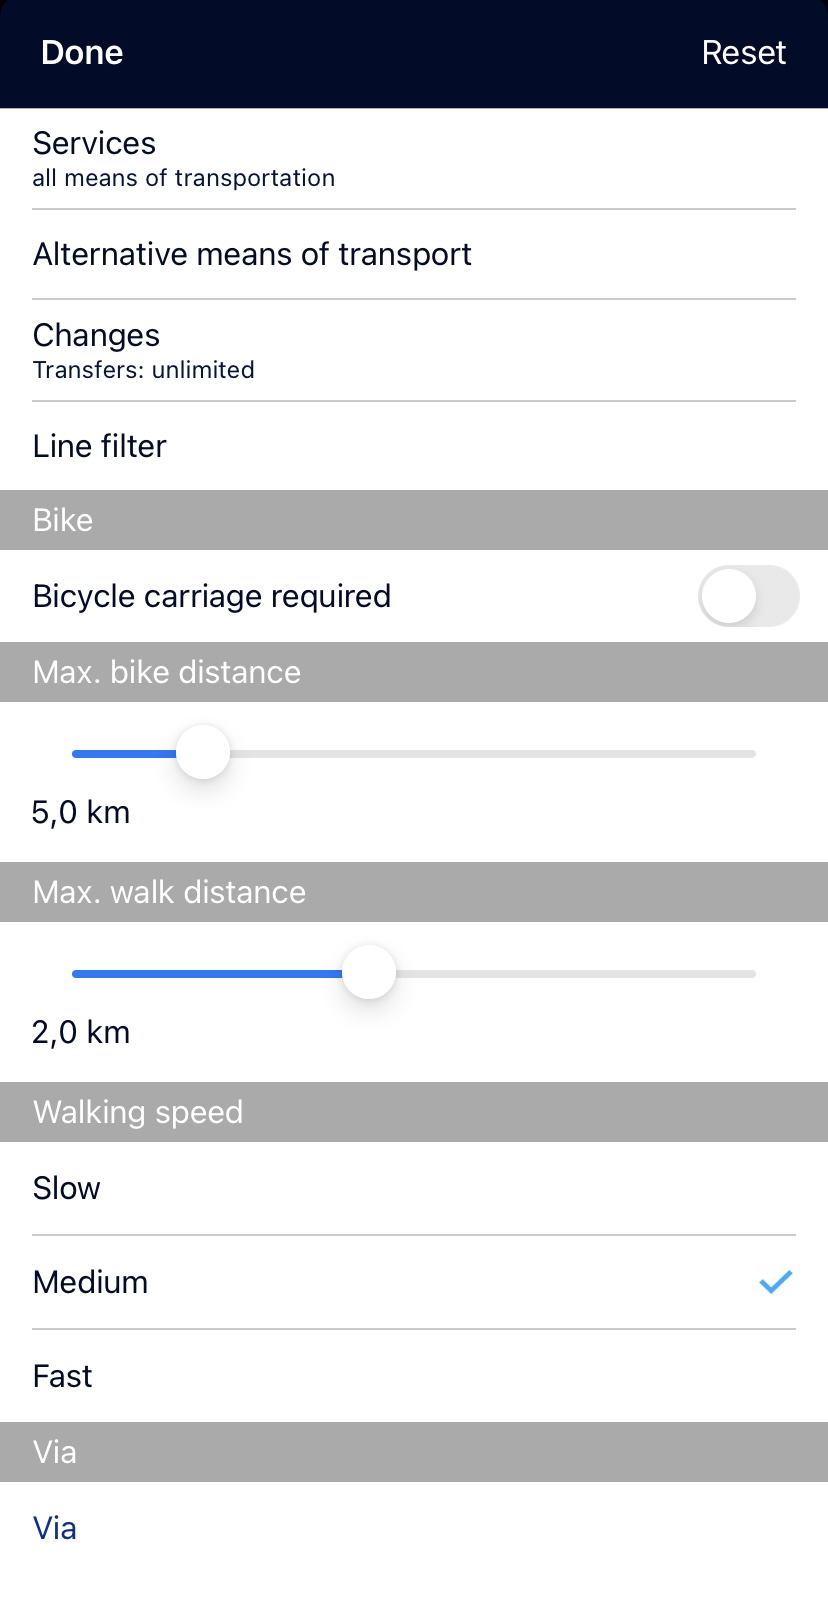 Done
Reset
Services
all means of transportation
Alternative means of transport
Changes
Transfers: unlimited
Line filter
Bike
Bicycle carriage required
Max. bike distance
5,0 km
Max. walk distance
2,0 km
Walking speed
Slow
Medium
Fast
Via
Via